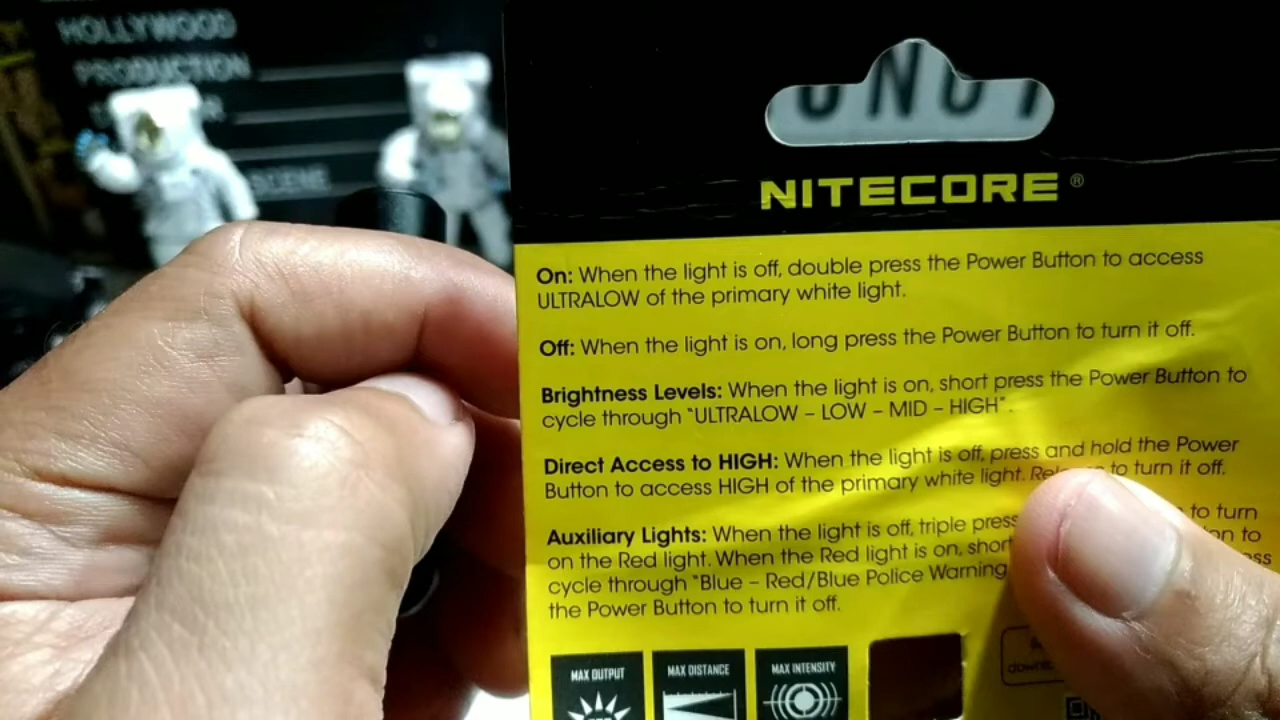 HOLLYWOOD
PRODUCTION
SCENE
NITECORE®
On: When the light is off, double press the Power Button to access
ULTRALOW of the primary white light.
Off: When the light is on, long press the Power Button to turn it off.
Brightness Levels: When the light is on, short press the Power Button to
cycle through "ULTRALOW – LOW – MID – HIGH".
Direct Access to HIGH: When the light is off, press and hold the Power
Button to access HIGH of the primary white light. to turn it off.
Auxiliary Lights: When the light is off, triple press to turn
on the Red light. When the Red light is on, short to
cycle through "Blue – Red/Blue Police Warning
the Power Button to turn it off.
MAX OUTPUT
MAX DISTANCE
MAX INTENSITY